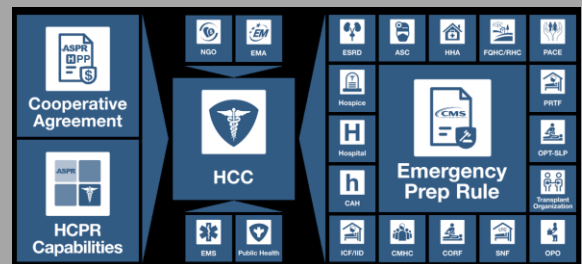 ASPR
HPP
Cooperative
Agreement
ASPR
HCPR
Capabilities
NGO
EM
EMA
HCC
EMS
Public Health
ESRD
ASC
HHA
FQHC/RHC
PACE
Hospice
PRTF
H
Hospital
CMS
OPT-SLP
Emergency
Prep Rule
h
CAH
Transplant
Organization
ICF/IID
CMHC
CORF
SNF
OPO